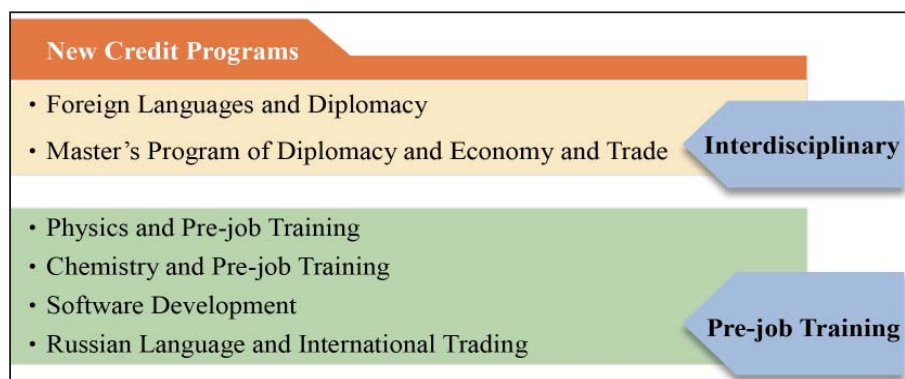 New Credit Programs
・Foreign Languages and Diplomacy
・Master’s Program of Diplomacy and Economy and Trade
Interdisciplinary
・Physics and Pre-job Training
・Chemistry and Pre-job Training
・Software Development
・Russian Language and International Trading
Pre-job Training